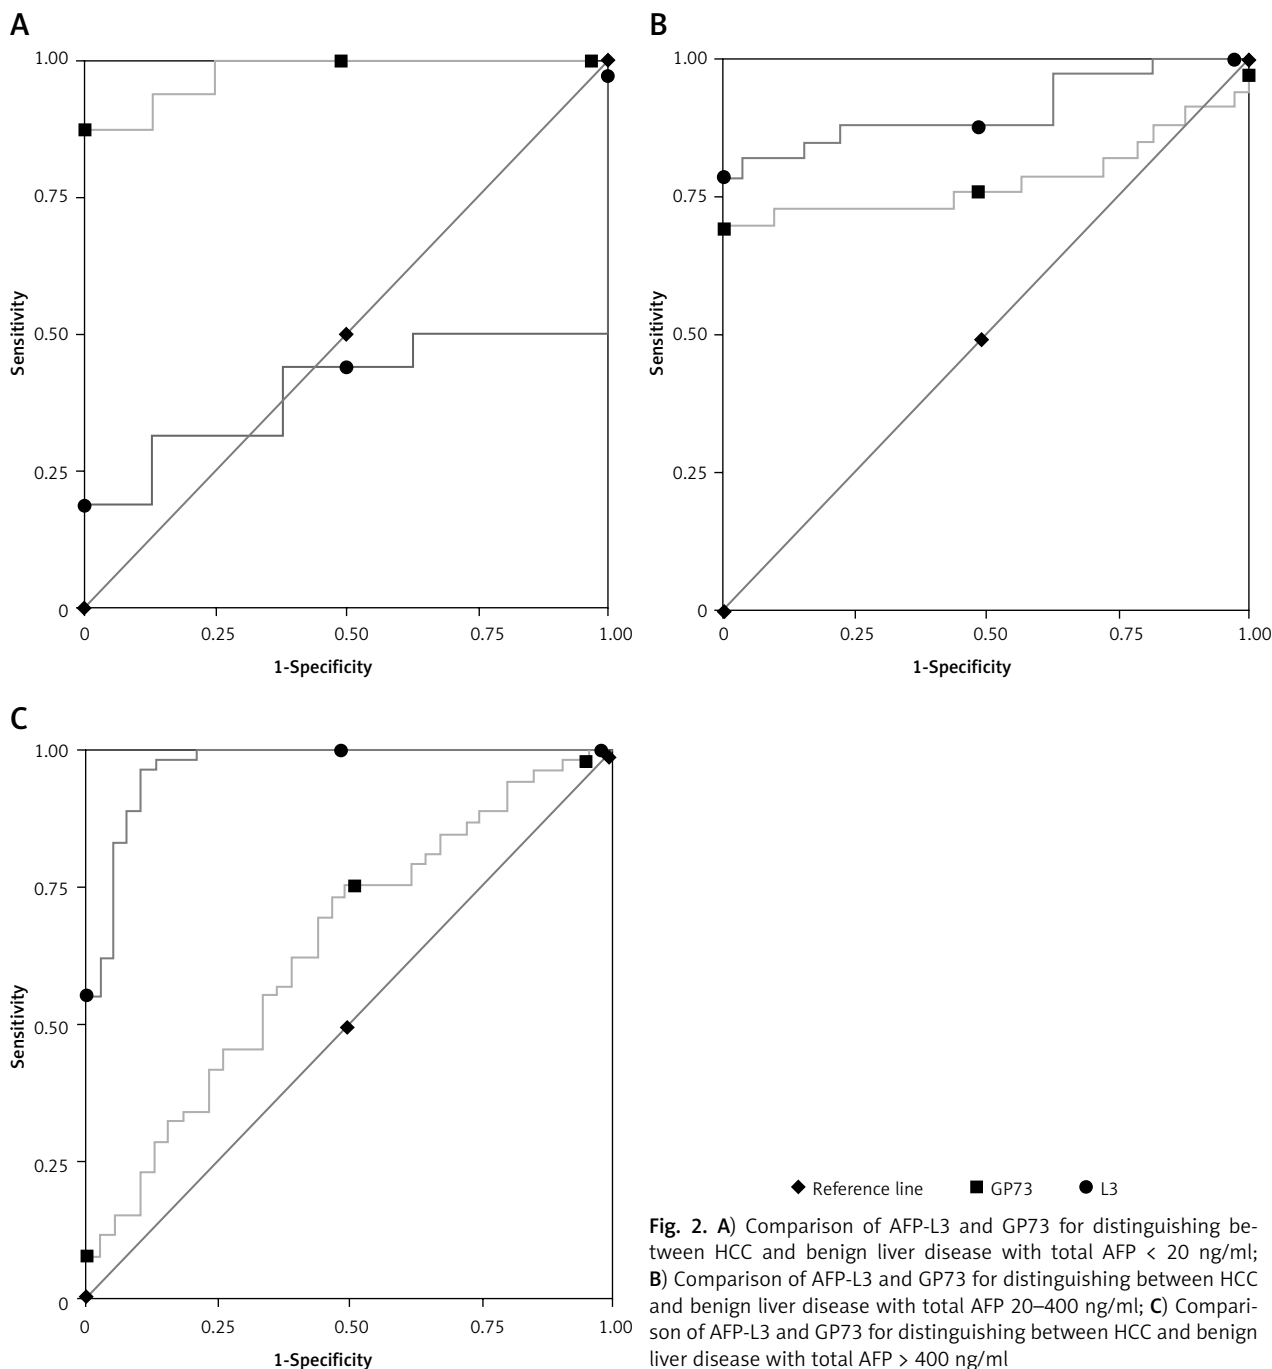 A
1.00
0.75
0.50
0.25
0
Sensitivity
0 0.25 0.50 0.75 1.00
1-Specificity
B
1.00
0.75
0.50
0.25
0
Sensitivity
0 0.25 0.50 0.75 1.00
1-Specificity
C
1.00
0.75
0.50
0.25
0
Sensitivity
0 0.25 0.50 0.75 1.00
1-Specificity
Reference line GP73 L3
Fig. 2. A) Comparison of AFP-L3 and GP73 for distinguishing be-
tween HCC and benign liver disease with total AFP < 20 ng/ml;
B) Comparison of AFP-L3 and GP73 for distinguishing between HCC
and benign liver disease with total AFP 20–400 ng/ml; C) Compari-
son of AFP-L3 and GP73 for distinguishing between HCC and benign
liver disease with total AFP > 400 ng/ml